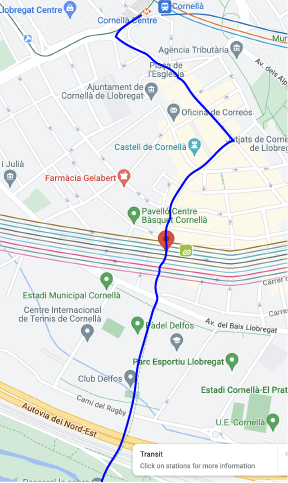 Llobregat Centre
Cornellà
Cornellà Centre
Agència Tributària
Plaça de
l'Església
Av. dels Al
Ajuntament de
Cornellà de Llobregat
Oficina de Correos
Castell de Cornellà
Jutjats de Corne
de Llobre
i Julià
Farmàcia Gelabert
Pavelló Centre
Bàsquet Cornellà
Carrer d
Estadi Municipal Cornellà
Centre Internacional
de Tennis de Cornellà
Av. del Baix Llobregat
Padel Delfos
Parc Esportiu Llobregat
Club Delfos
Estadi Cornellà-El Prat
Camí del Rugby
Autovia del Nord-Est
U.E. Cornellà
Transit
Click on stations for more information